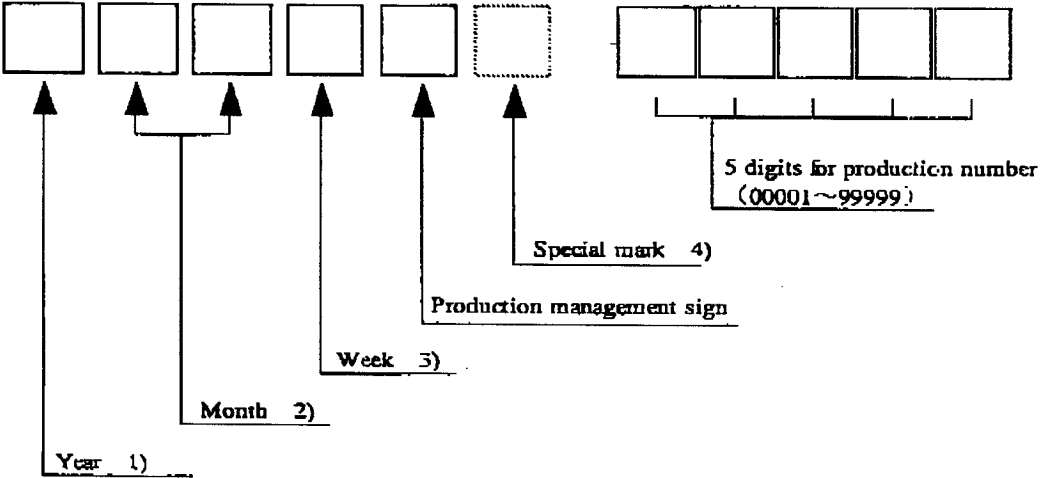 5 digits for production number
(00001～99999)
Special mark 4)
Production management sign
Week 3)
Month 2)
Year 1)